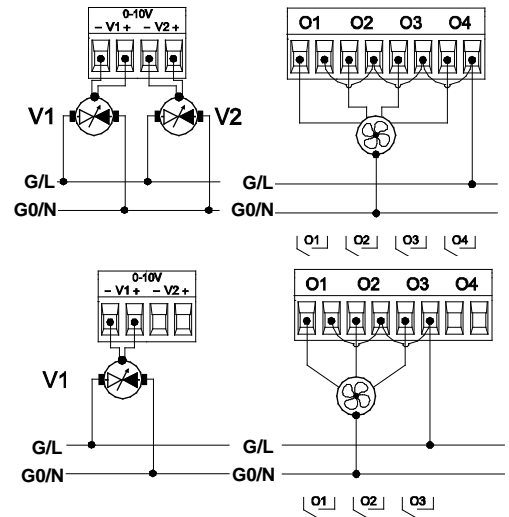 0-10V
– V1 + – V2 +
V1
V2
G/L
G0/N
O1 O2 O3 O4
O1 O2 O3 O4
0-10V
– V1 + – V2 +
V1
G/L
G0/N
O1 O2 O3 O4
G/L
G0/N
O1 O2 O3